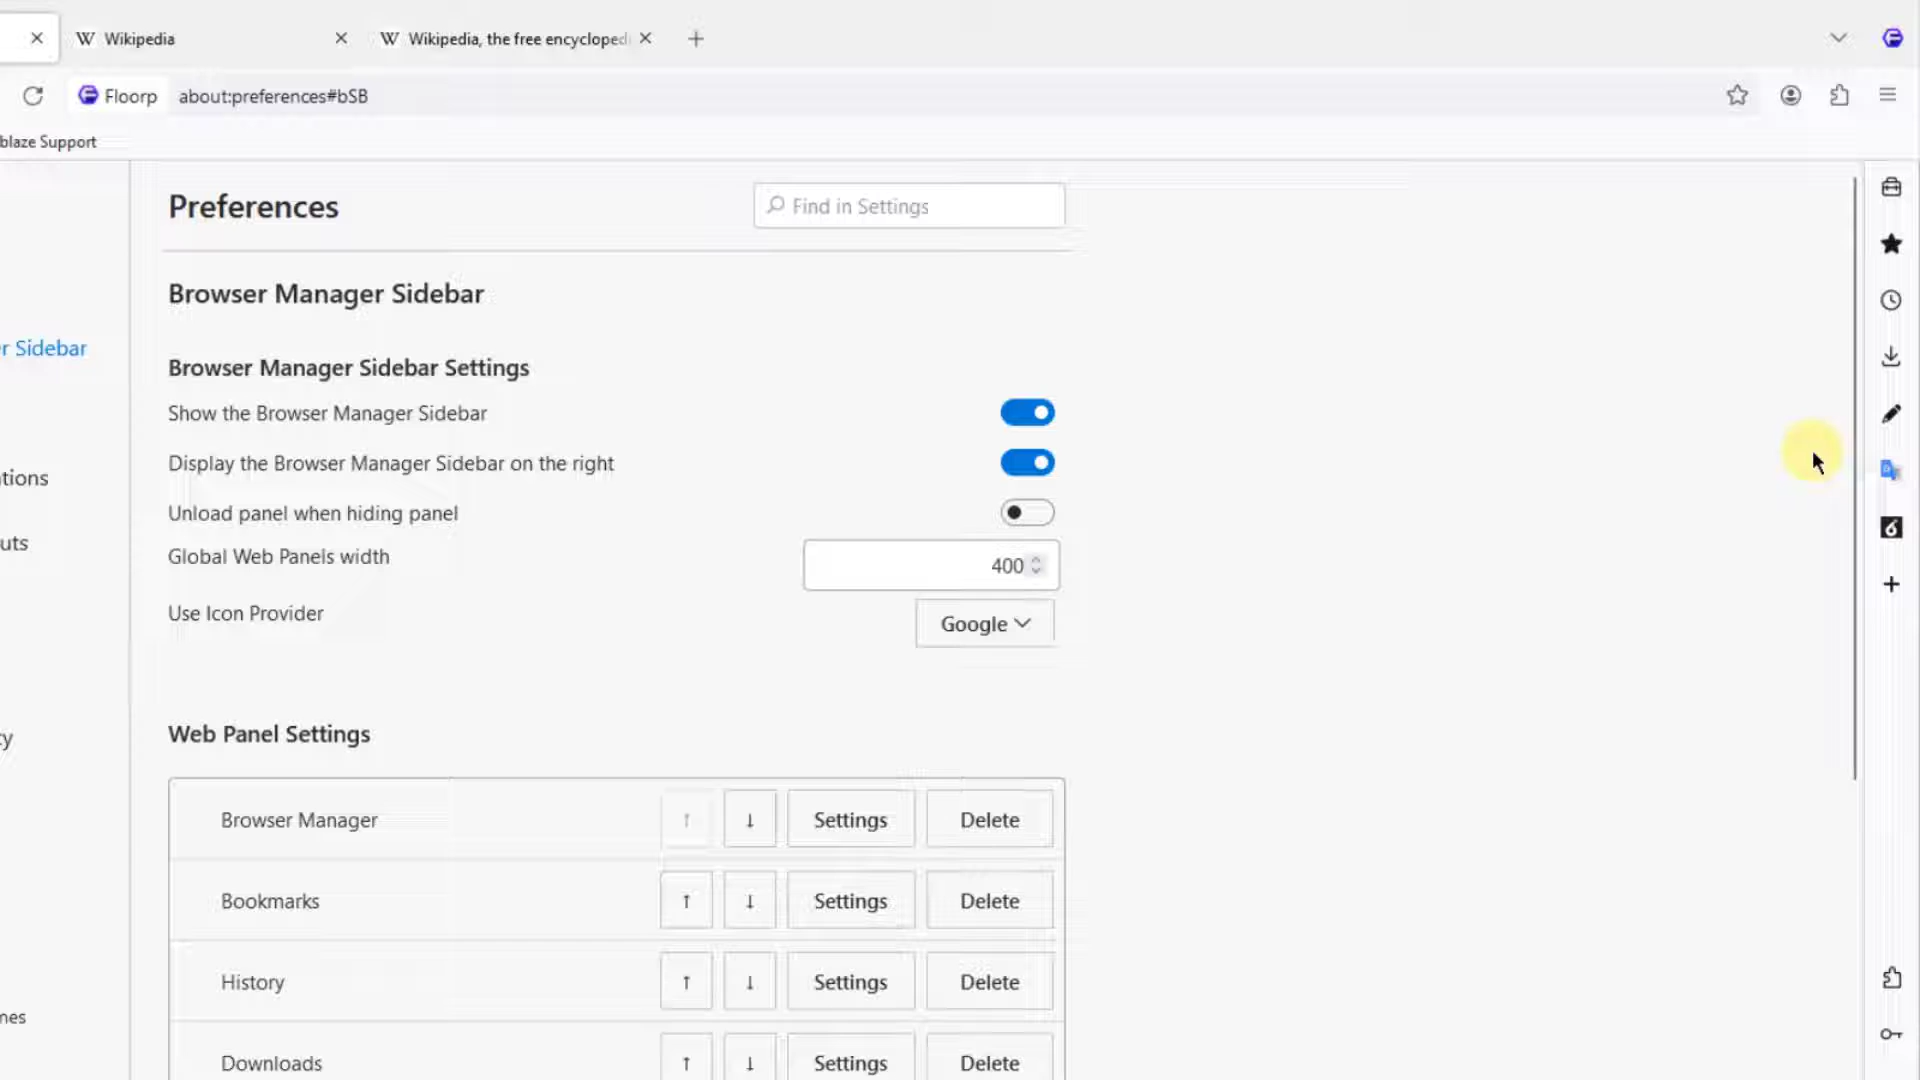 Wikipedia
Wikipedia, the free encycloped
Floorp about:preferences#bSB
blaze Support
Preferences
Find in Settings
Browser Manager Sidebar
r Sidebar
Browser Manager Sidebar Settings
Show the Browser Manager Sidebar
Display the Browser Manager Sidebar on the right
tions
Unload panel when hiding panel
uts
Global Web Panels width 400
Use Icon Provider Google
Web Panel Settings
ty
Browser Manager ↑ ↓ Settings Delete
Bookmarks ↑ ↓ Settings Delete
History ↑ ↓ Settings Delete
mes
Downloads ↑ ↓ Settings Delete